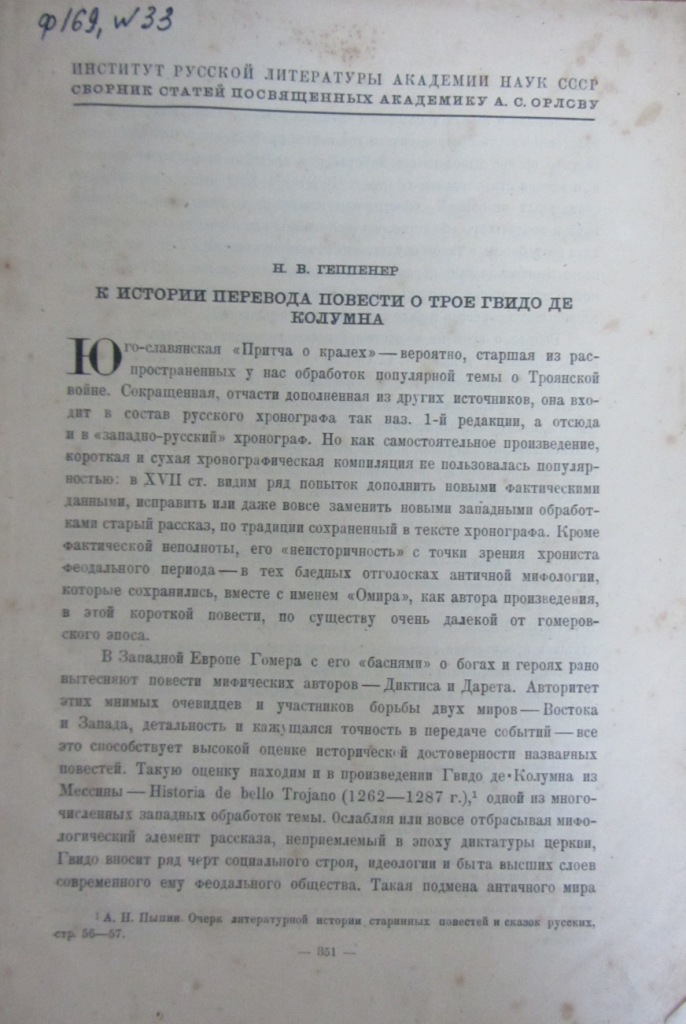 ф 169, № 33
ИНСТИТУТ РУССКОЙ ЛИТЕРАТУРЫ АКАДЕМИИ НАУК СССР
СБОРНИК СТАТЕЙ ПОСВЯЩЕННЫХ АКАДЕМИКУ А. С. ОРЛОВУ
Н. В. ГЕППЕНЕР
К ИСТОРИИ ПЕРЕВОДА ПОВЕСТИ О ТРОЕ ГВИДО ДЕ
КОЛУМНА
Юго-славянская «Притча о кралех» — вероятно, старшая из рас-
пространенных у нас обработок популярной темы о Троянской
войне. Сокращенная, отчасти дополненная из других источников, она вхо-
дит в состав русского хронографа так наз. 1-й редакции, а отсюда
и в «западно-русский» хронограф. Но как самостоятельное произведение,
короткая и сухая хронографическая компиляция не пользовалась популяр-
ностью: в XVII ст. видим ряд попыток дополнить новыми фактическими
данными, исправить или даже вовсе заменить новыми западными обработ-
ками старый рассказ, по традиции сохраненный в тексте хронографа. Кроме
фактической неполноты, его «неисторичность» с точки зрения хрониста
феодального периода — в тех бледных отголосках античной мифологии,
которые сохранились, вместе с именем «Омира», как автора произведения,
в этой короткой повести, по существу очень далекой от гомеров-
ского эпоса.
В Западной Европе Гомера с его «баснями» о богах и героях рано
вытесняют повести мифических авторов — Диктиса и Дарета. Авторитет
этих мнимых очевидцев и участников борьбы двух миров — Востока
и Запада, детальность и кажущаяся точность в передаче событий — все
это способствует высокой оценке исторической достоверности названных
повестей. Такую оценку находим и в произведении Гвидо де-Колумна из
Мессины — Historia de bello Trojano (1262—1287 г.),¹ одной из много-
численных западных обработок темы. Ослабляя или вовсе отбрасывая мифо-
логический элемент рассказа, неприемлемый в эпоху диктатуры церкви,
Гвидо вносит ряд черт социального строя, идеологии и быта высших слоев
современного ему феодального общества. Такая подмена античного мира
¹ А. Н. Пыпин. Очерк литературной истории старинных повестей и сказок русских,
стр. 56—57.
— 351 —